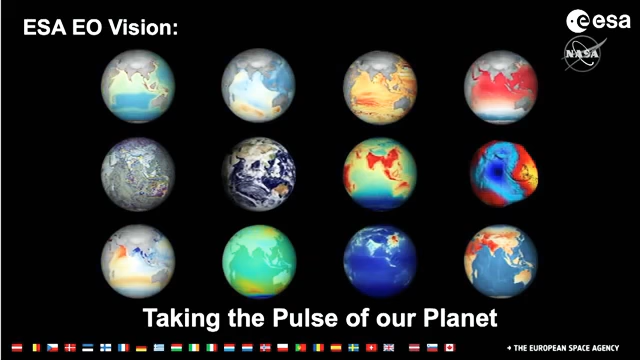 ESA EO Vision:
esa
NASA
Taking the Pulse of our Planet
→ THE EUROPEAN SPACE AGENCY